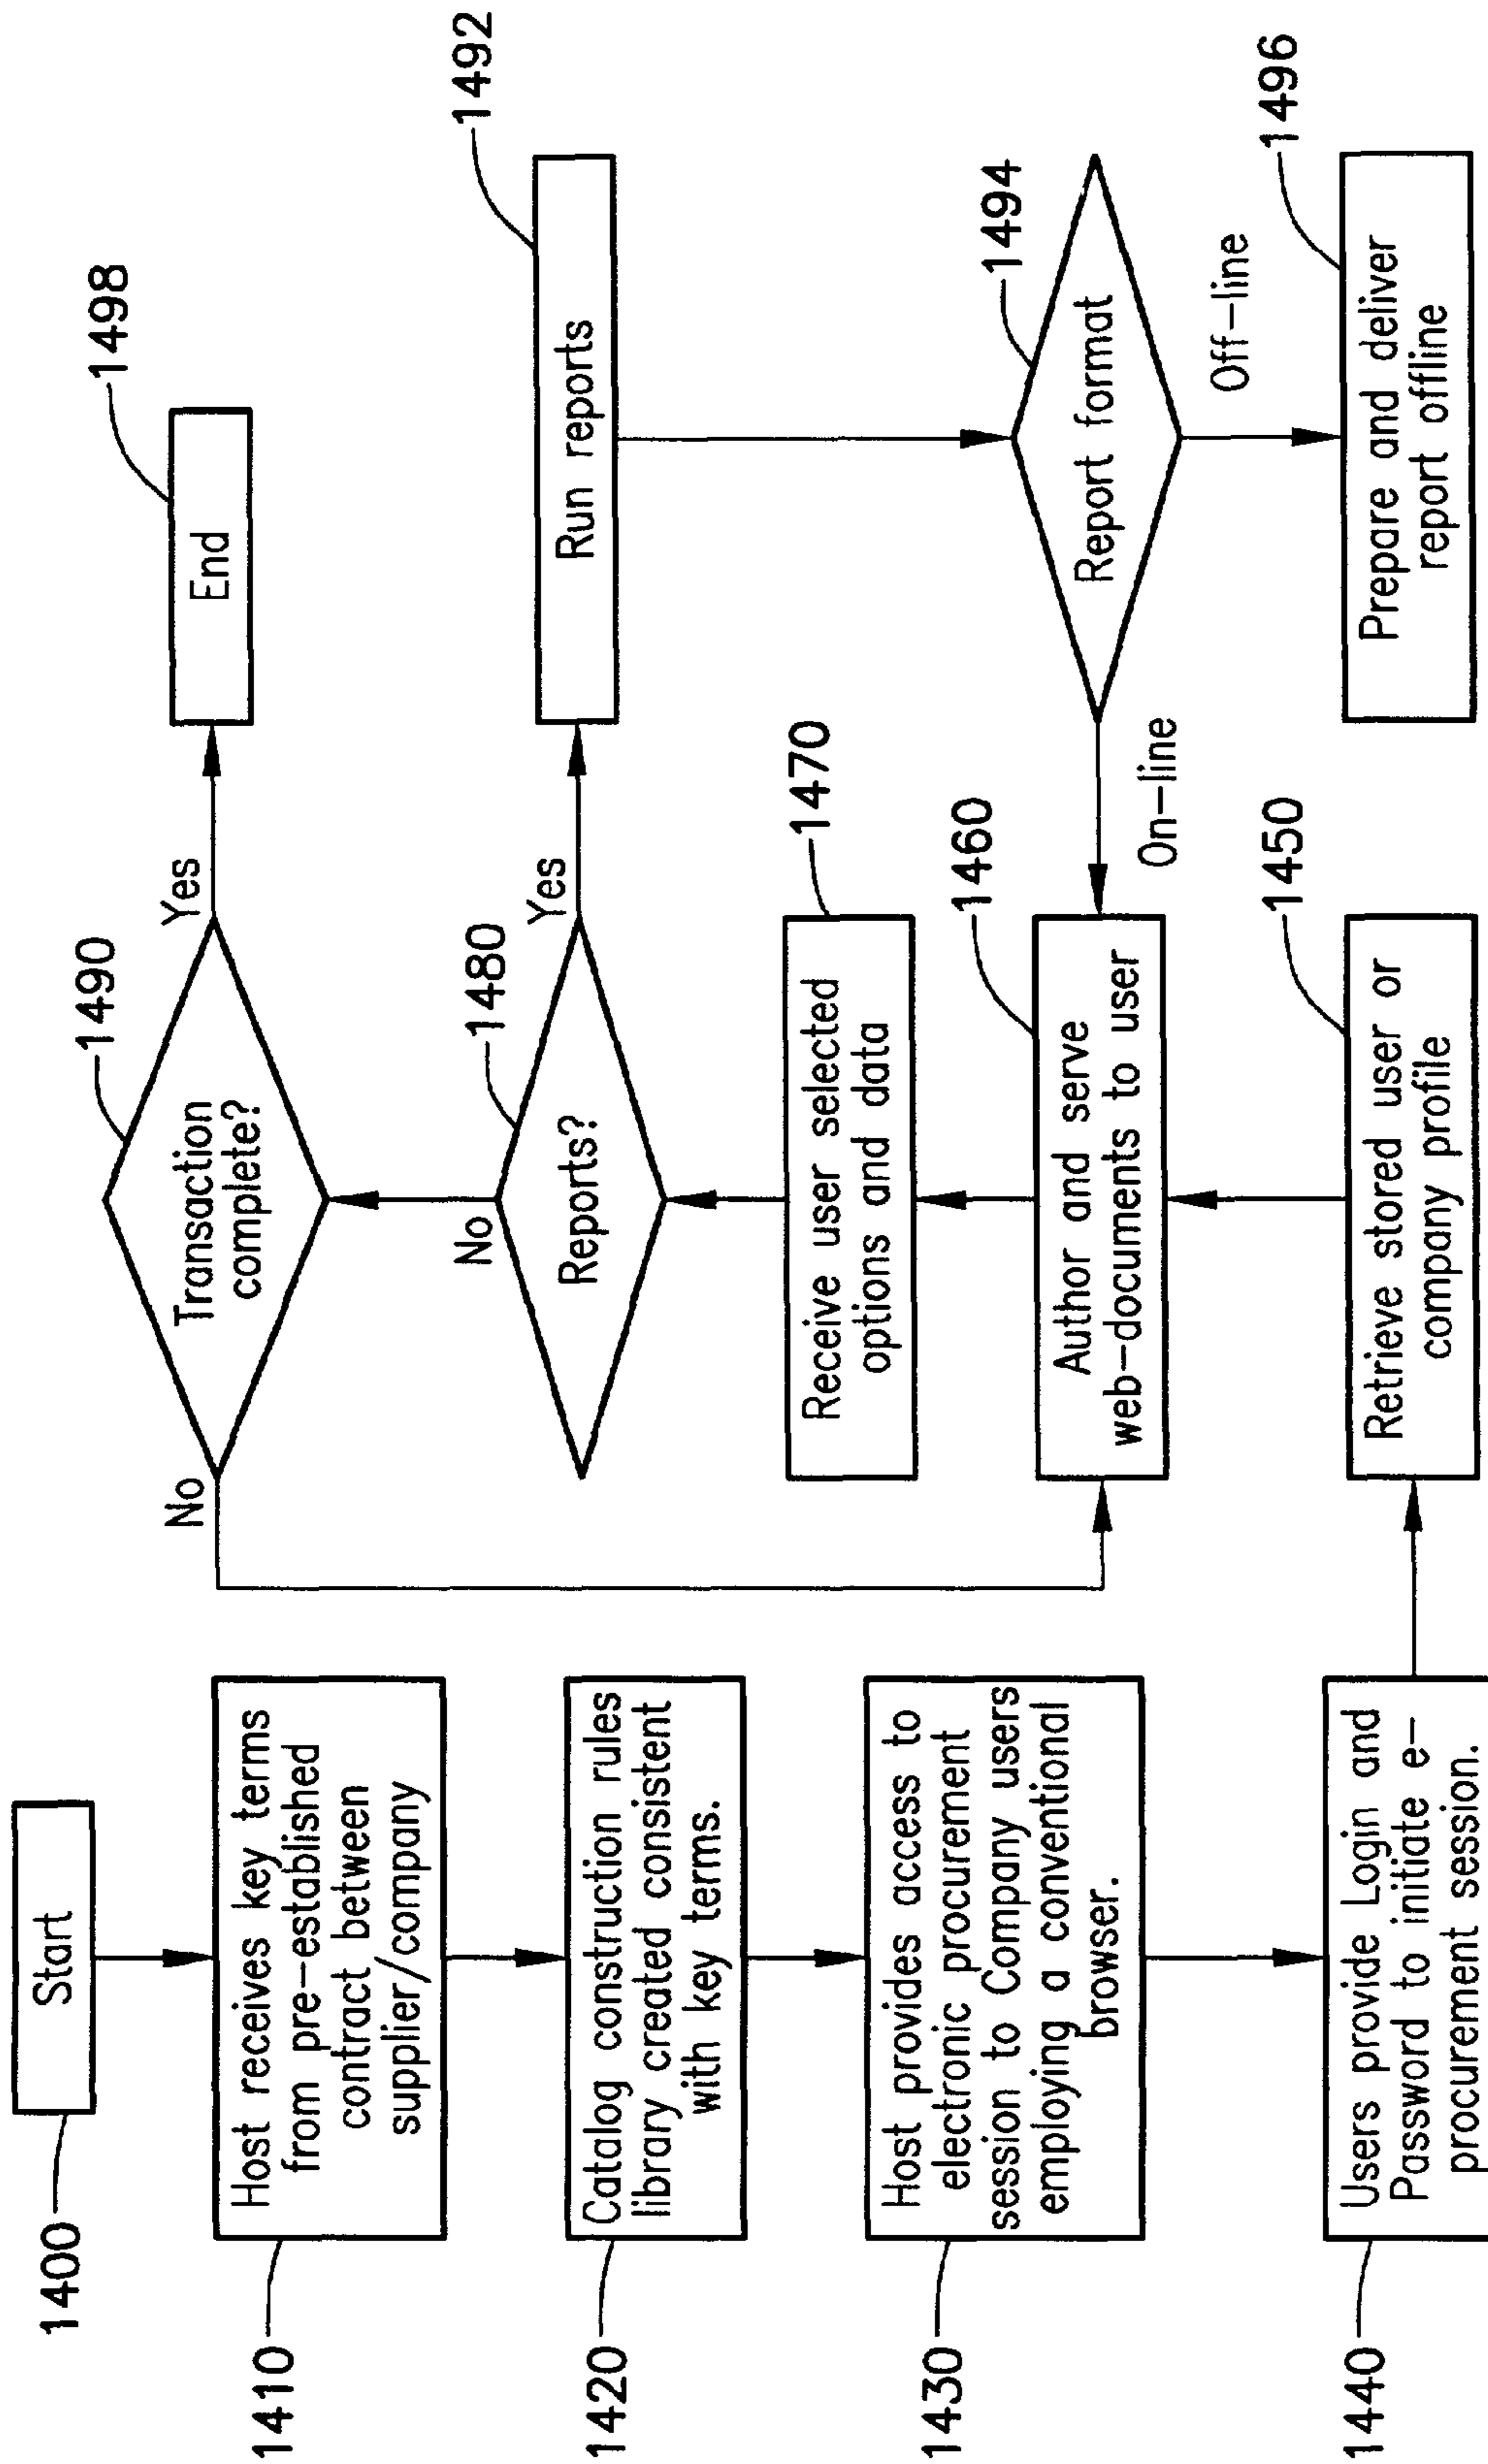 1400
Start
1410
Host receives key terms
from pre-established
contract between
supplier/company
1420
Catalog construction rules
library created consistent
with key terms.
1430
Host provides access to
electronic procurement
session to Company users
employing a conventional
browser.
1440
Users provide Login and
Password to initiate e-
procurement session.
1450
Retrieve stored user or
company profile
1460
Author and serve
web-documents to user
1470
Receive user selected
options and data
1480
Reports?
No
Yes
1490
Transaction
complete?
No
Yes
1498
End
1492
Run reports
1494
Report format
On-line
Off-line
1496
Prepare and deliver
report offline